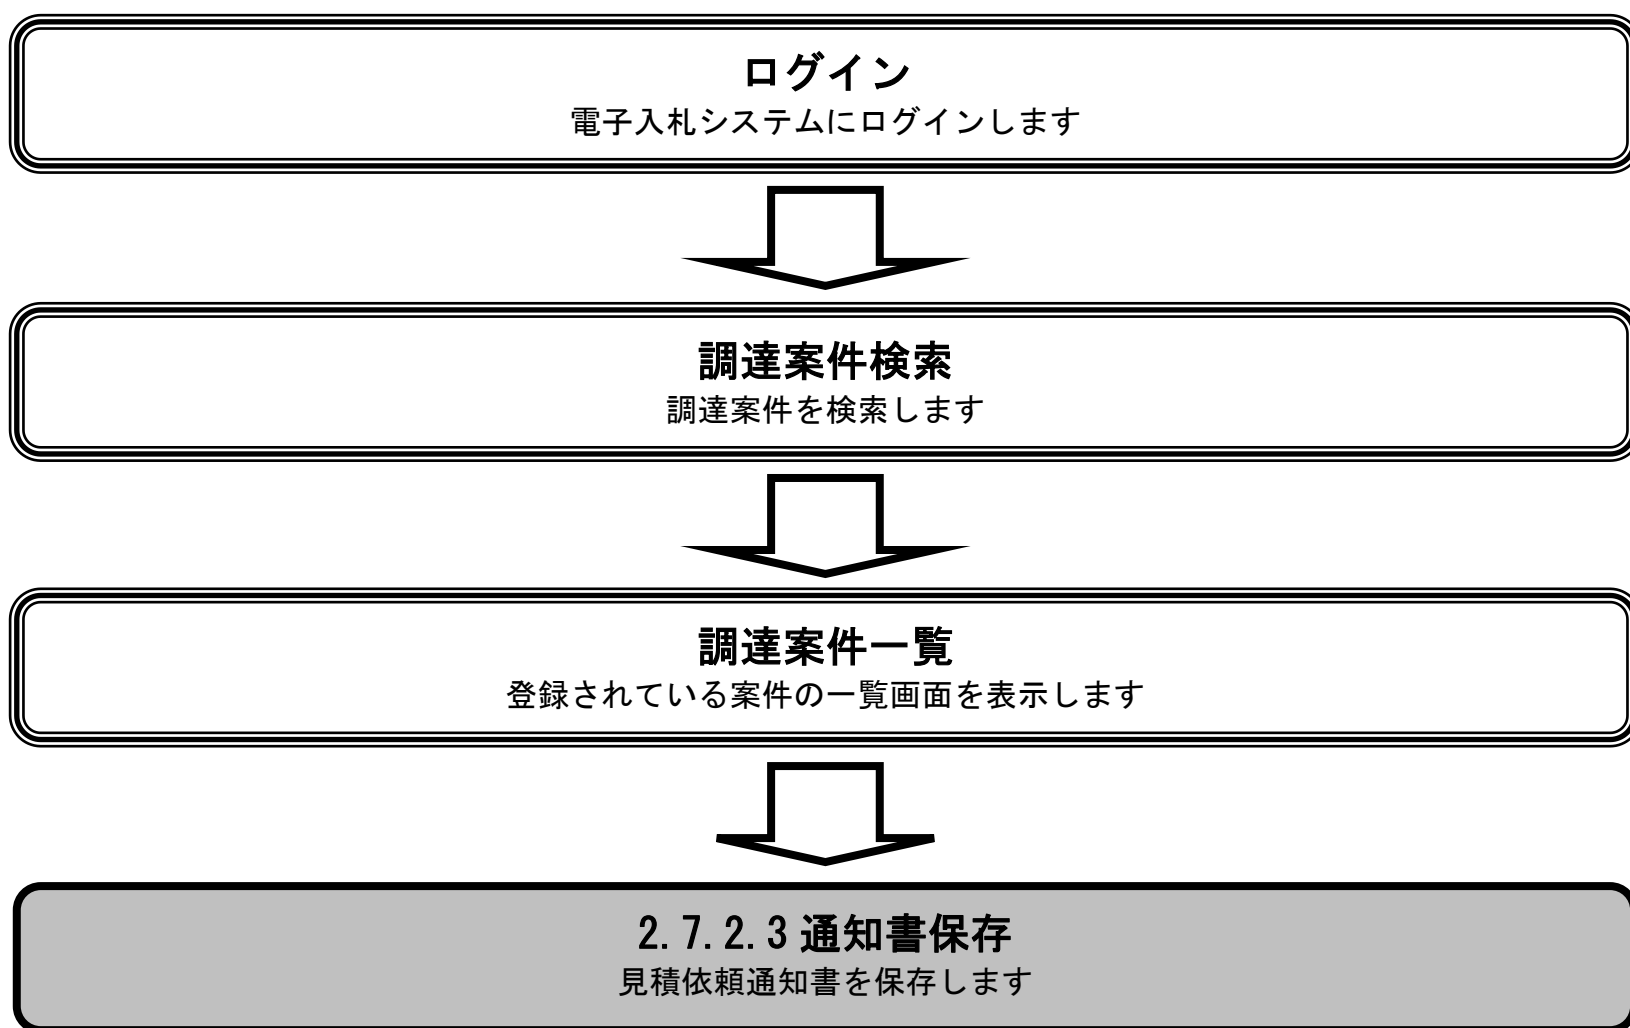 ログイン
電子入札システムにログインします
調達案件検索
調達案件を検索します
調達案件一覧
登録されている案件の一覧画面を表示します
2.7.2.3 通知書保存
見積依頼通知書を保存します